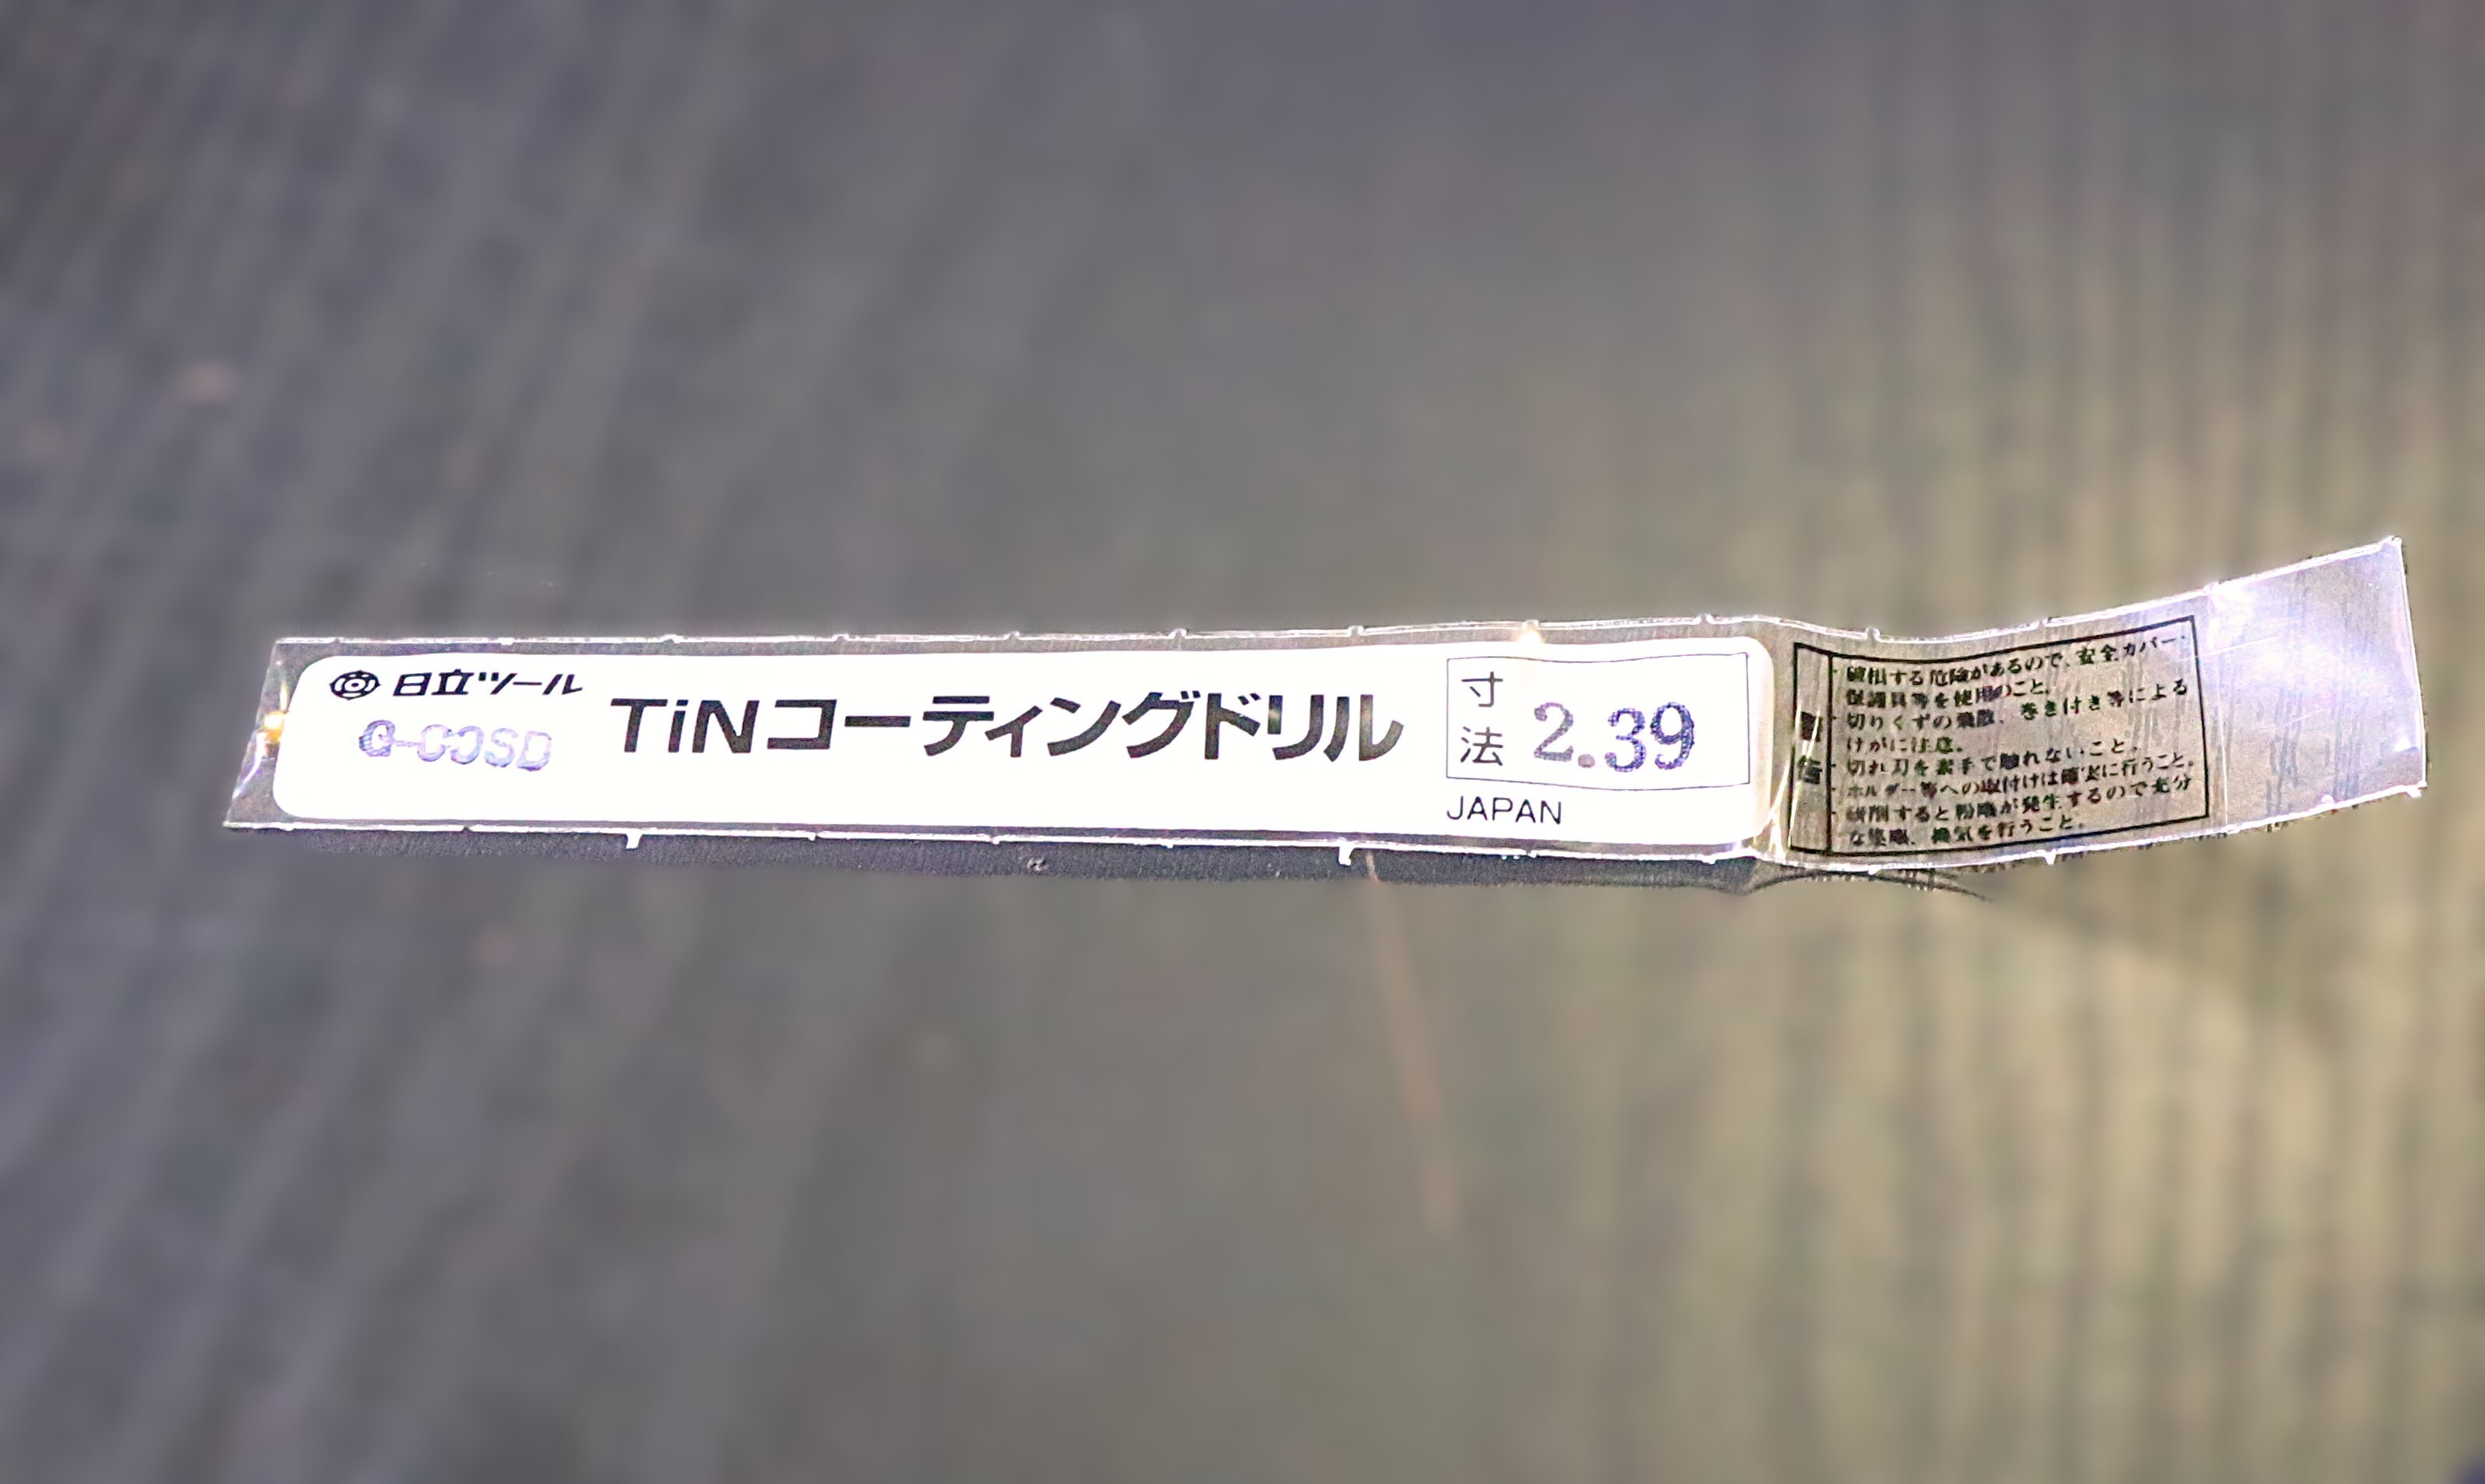 日立ツール
G-COSD
TiNコーティングドリル
寸法
2.39
JAPAN
警告
・破損する危険があるので、安全カバー・
保護具等を使用のこと。
・切りくずの飛散、巻き付き等による
けがに注意。
・切れ刃を素手で触れないこと。
・ホルダー等への取付けは確実に行うこと。
・研削すると粉塵が発生するので充分
な集塵、換気を行うこと。